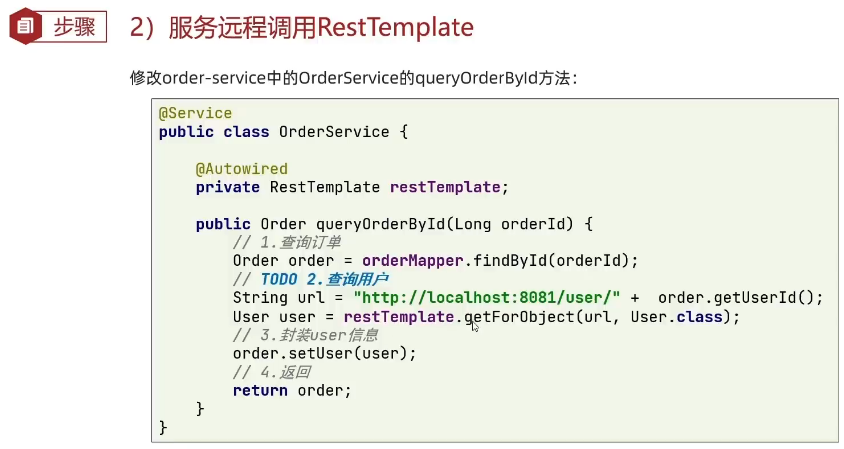 步骤
2）服务远程调用RestTemplate
修改order-service中的OrderService的queryOrderById方法：
@Service
public class OrderService {
@Autowired
private RestTemplate restTemplate;
public Order queryOrderById(Long orderId) {
// 1.查询订单
Order order = orderMapper.findById(orderId);
// TODO 2.查询用户
String url = "http://localhost:8081/user/" +  order.getUserId();
User user = restTemplate.getForObject(url, User.class);
// 3.封装user信息
order.setUser(user);
// 4.返回
return order;
}
}